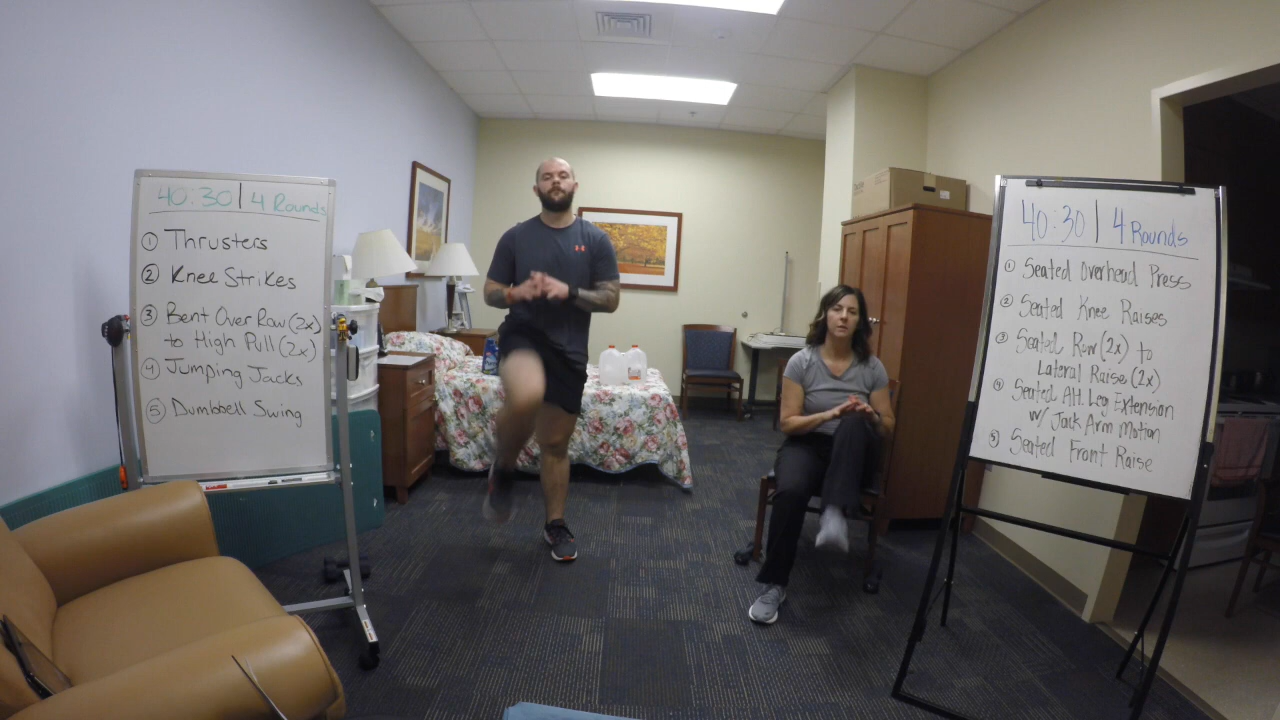 40:30 | 4 Rounds
① Thrusters
② Knee Strikes
③ Bent Over Row (2x)
to High Pull (2x)
④ Jumping Jacks
⑤ Dumbbell Swing
40:30 | 4 Rounds
① Seated Overhead Press
② Seated Knee Raises
③ Seated Row (2x) to
Lateral Raise (2x)
④ Seated Alt. Leg Extension
w/ Jack Arm Motion
⑤ Seated Front Raise